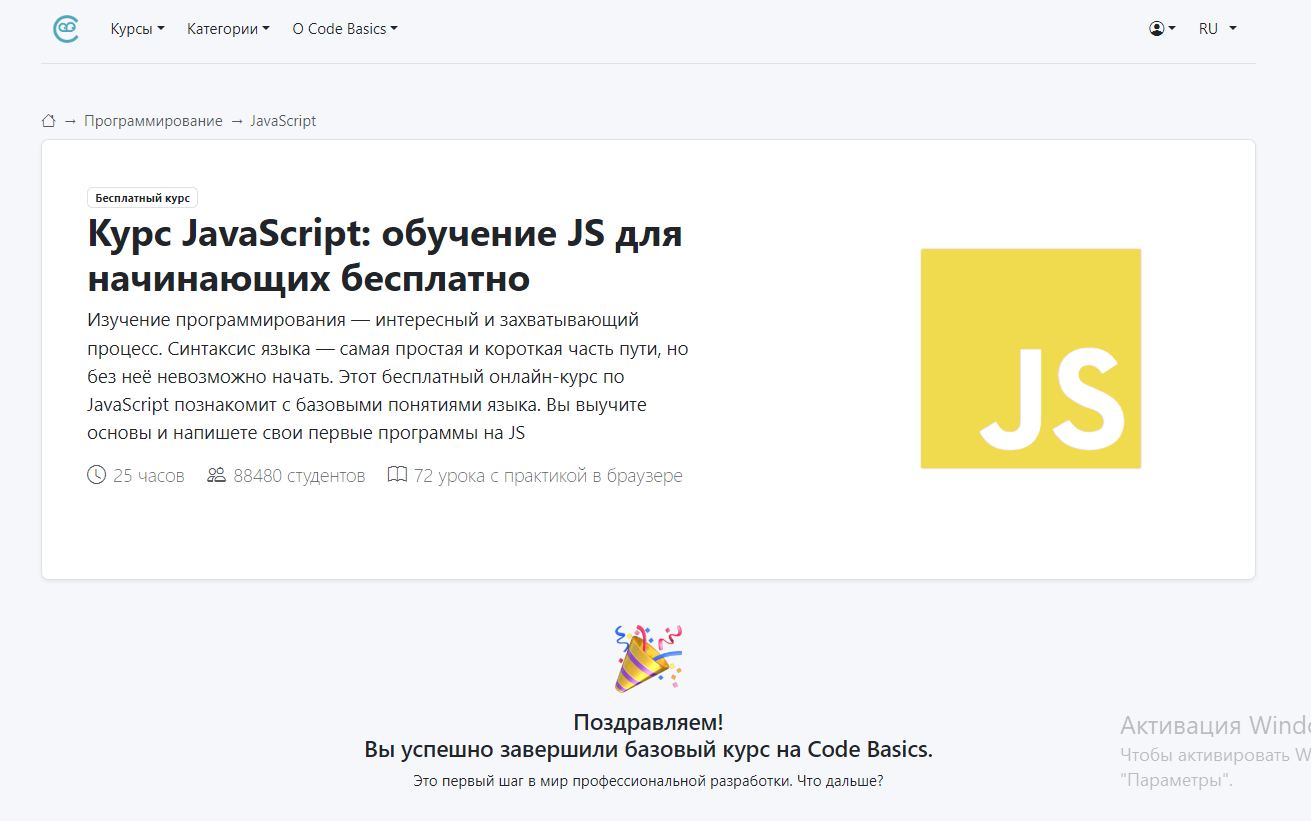 Курсы Категории О Code Basics RU
→ Программирование → JavaScript
Бесплатный курс
Курс JavaScript: обучение JS для
начинающих бесплатно
Изучение программирования — интересный и захватывающий
процесс. Синтаксис языка — самая простая и короткая часть пути, но
без неё невозможно начать. Этот бесплатный онлайн-курс по
JavaScript познакомит с базовыми понятиями языка. Вы выучите
основы и напишете свои первые программы на JS
25 часов 88480 студентов 72 урока с практикой в браузере
JS
Поздравляем!
Вы успешно завершили базовый курс на Code Basics.
Это первый шаг в мир профессиональной разработки. Что дальше?
Активация Windo
Чтобы активировать W
"Параметры".